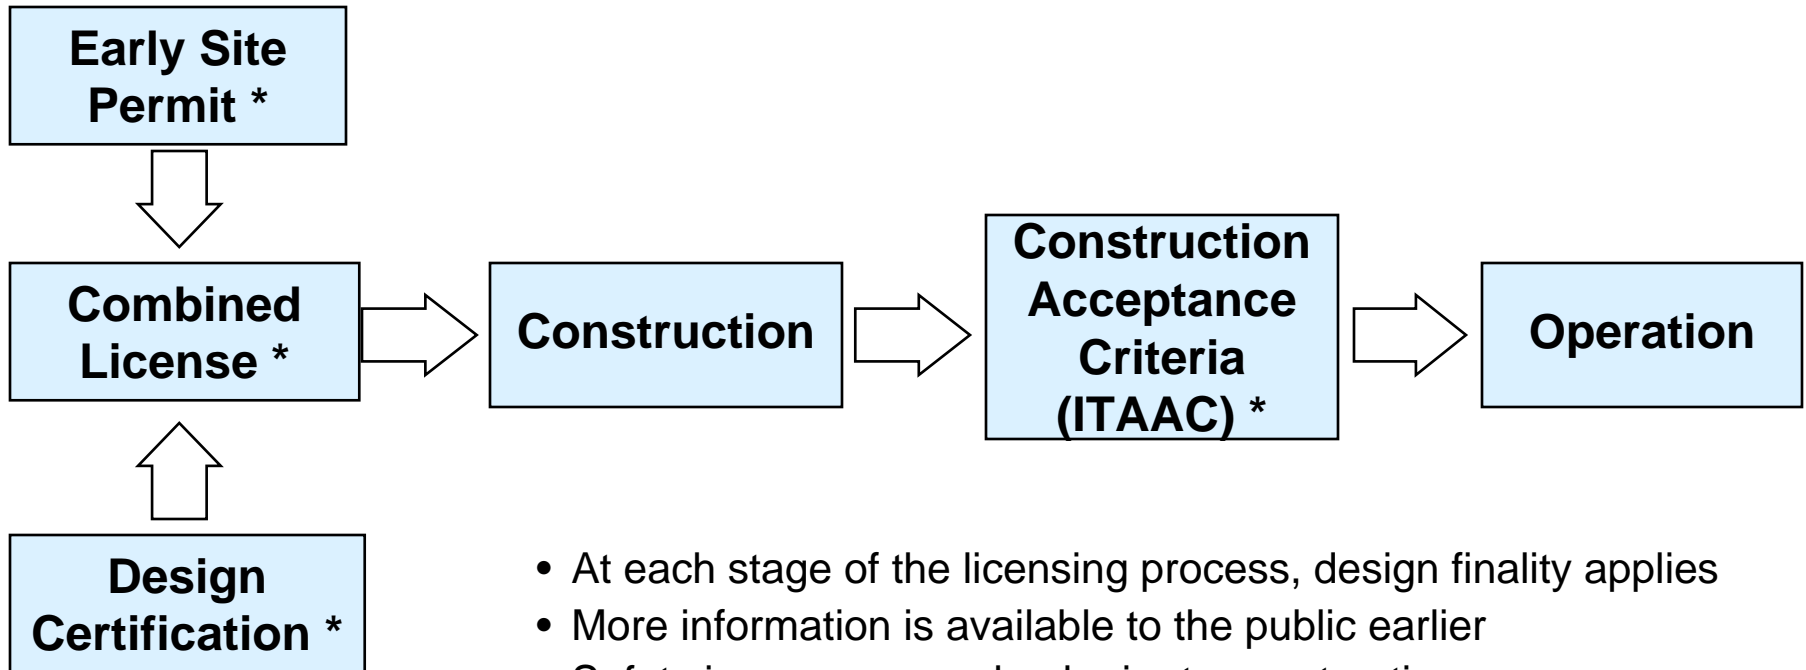 Early Site
Permit *
Combined
License *
Construction
Construction
Acceptance
Criteria
(ITAAC) *
Operation
Design
Certification *
• At each stage of the licensing process, design finality applies
• More information is available to the public earlier